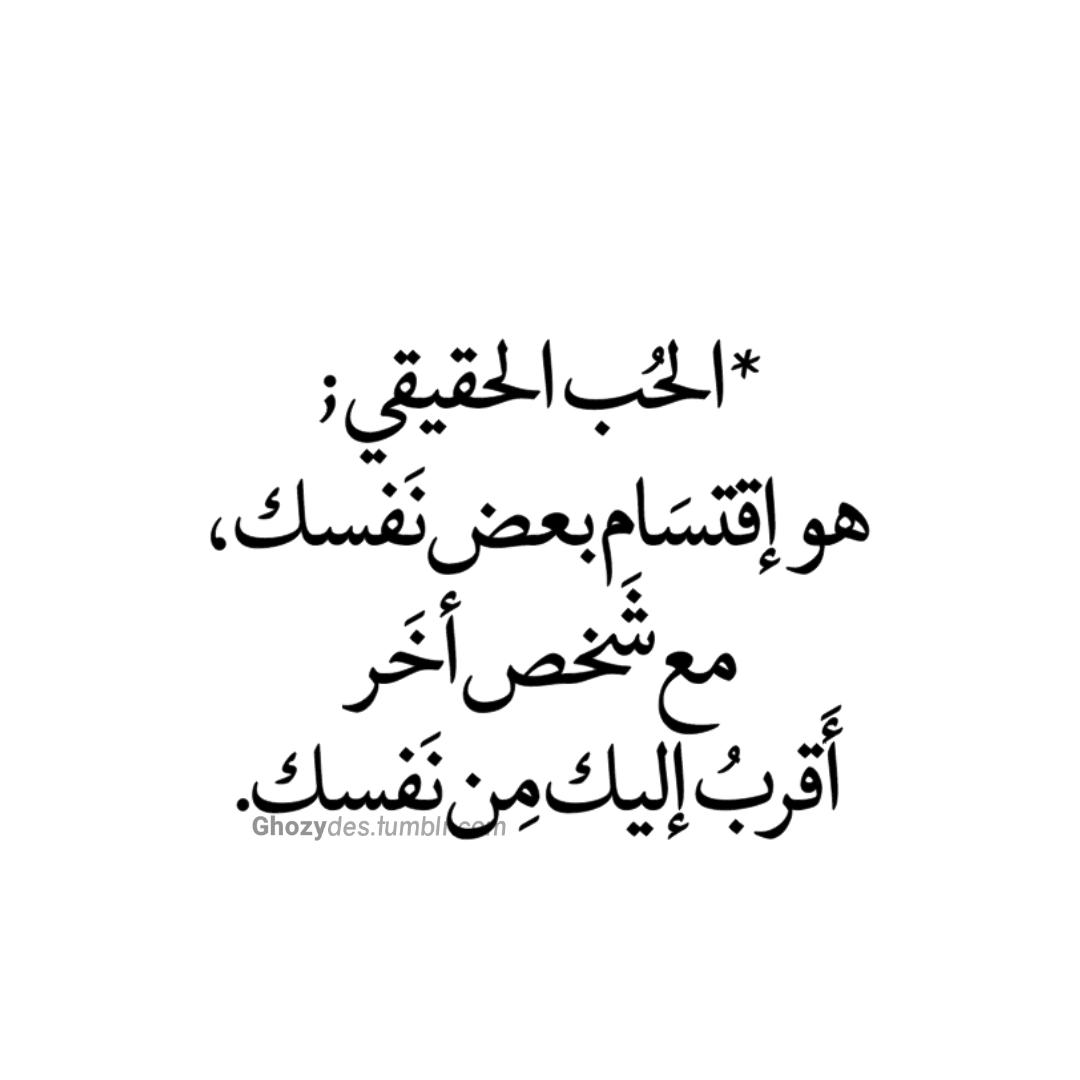 *الحُب الحقيقي ;
هو إقتسَام بعض نَفسك،
مع شَخص أخَر
أَقربُ إليك مِن نَفسك.
Ghozydes.tumblr.com